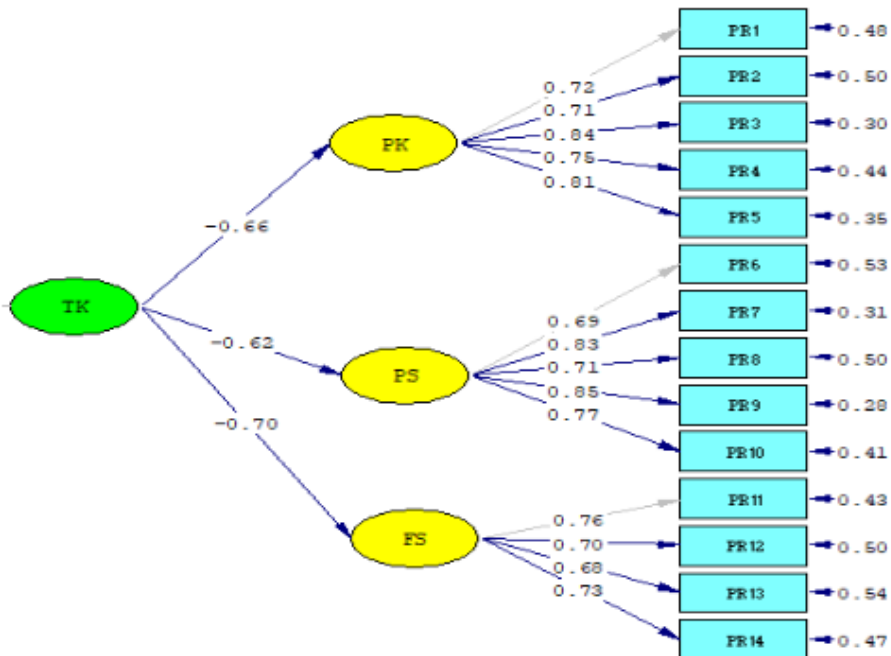 PR1 0.48
PR2 0.50
0.72
0.71
0.84 PR3 0.30
PK
0.75
0.81 PR4 0.44
PR5 0.35
-0.66
PR6 0.53
TK
0.69 PR7 0.31
-0.62 0.83
0.71 PR8 0.50
PS
0.85 PR9 0.28
0.77
-0.70
PR10 0.41
PR11 0.43
0.76
FS 0.70 PR12 0.50
0.68
0.73 PR13 0.54
PR14 0.47